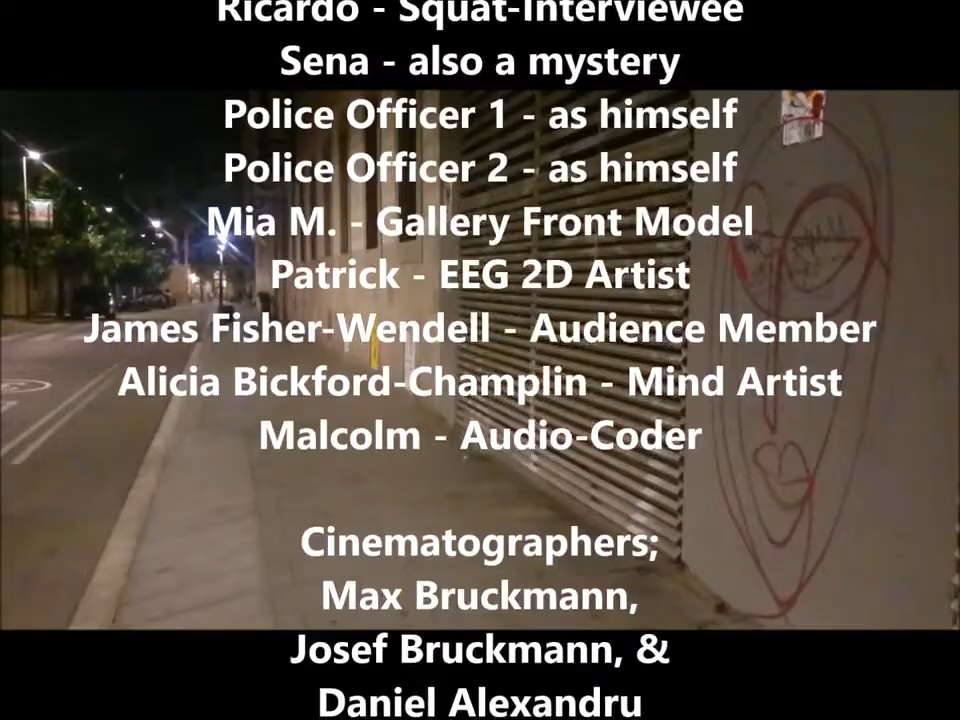 Ricardo - Squat-Interviewee
Sena - also a mystery
Police Officer 1 - as himself
Police Officer 2 - as himself
Mia M. - Gallery Front Model
Patrick - EEG 2D Artist
James Fisher-Wendell - Audience Member
Alicia Bickford-Champlin - Mind Artist
Malcolm - Audio-Coder
Cinematographers;
Max Bruckmann,
Josef Bruckmann, &
Daniel Alexandru